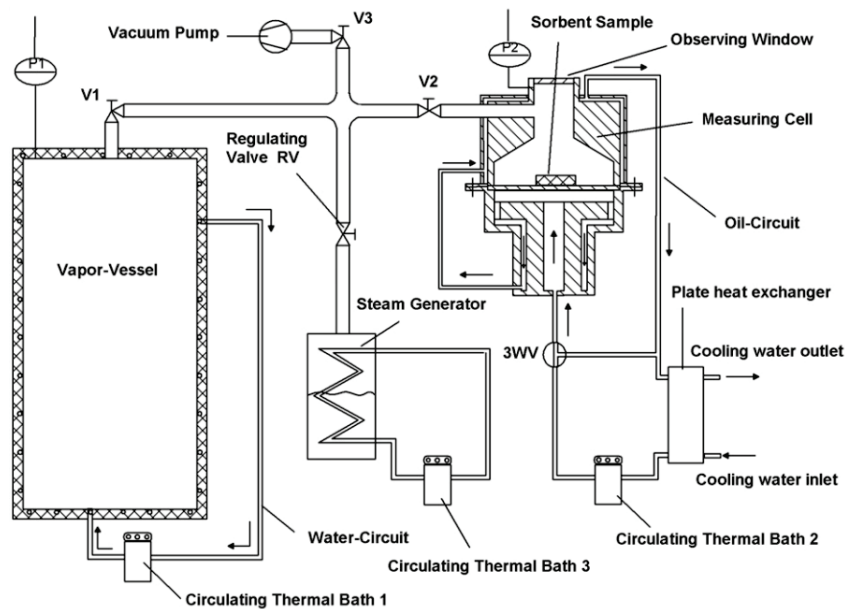 V3
Sorbent Sample
Vacuum Pump
P2
Observing Window
P1
V1
V2
Regulating
Valve RV
Measuring Cell
Oil-Circuit
Vapor-Vessel
Plate heat exchanger
Steam Generator
3WV
Cooling water outlet
Cooling water inlet
Water-Circuit
Circulating Thermal Bath 2
Circulating Thermal Bath 3
Circulating Thermal Bath 1